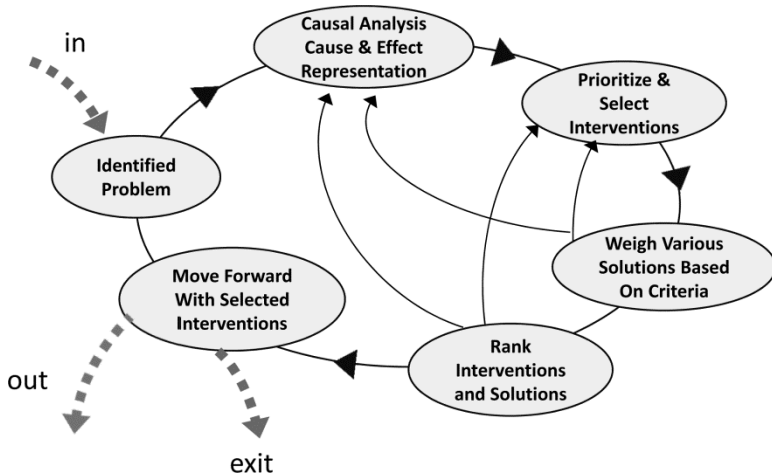 in
Causal Analysis
Cause & Effect
Representation
Prioritize &
Select
Interventions
Identified
Problem
Weigh Various
Solutions Based
On Criteria
Move Forward
With Selected
Interventions
Rank
Interventions
and Solutions
out
exit